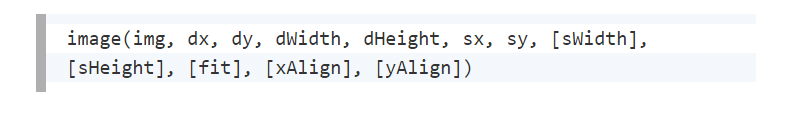 image(img, dx, dy, dWidth, dHeight, sx, sy, [sWidth],
[sHeight], [fit], [xAlign], [yAlign])